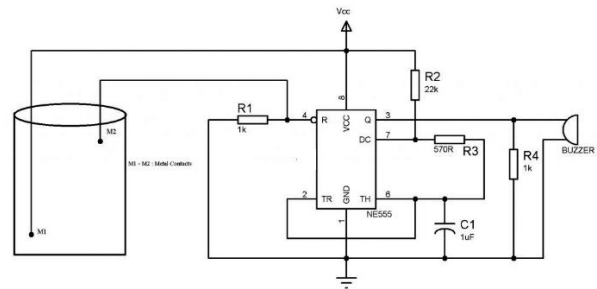 Vcc
R2
22k
8
R1
1k
4
R
VCC
Q
3
M2
DC
7
570R
R3
R4
1k
BUZZER
M1 - M2 : Metal Contacts
2
TR
GND
TH
6
1
NE555
C1
1uF
M1